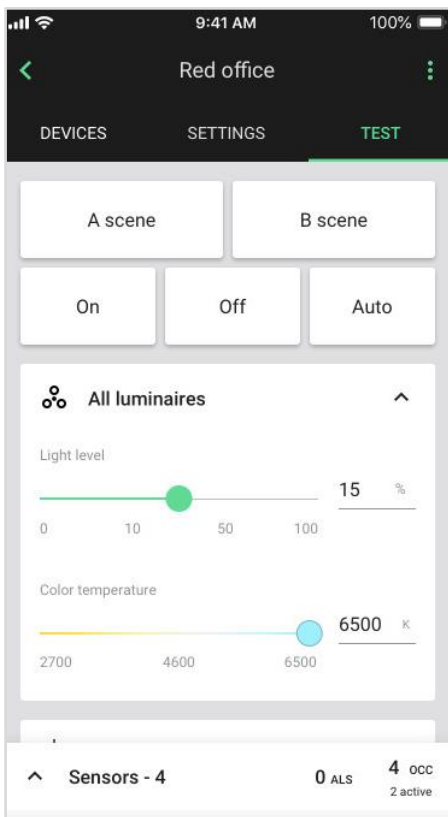 9:41 AM 100%
Red office
DEVICES SETTINGS TEST
A scene B scene
On Off Auto
All luminaires
Light level
15 %
0 10 50 100
Color temperature
6500 K
2700 4600 6500
Sensors - 4 0 ALS 4 occ
2 active